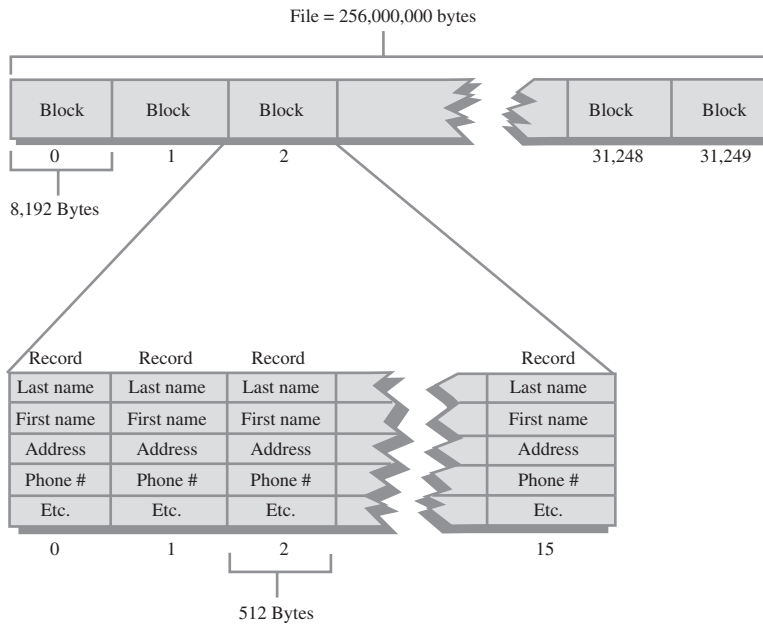 File = 256,000,000 bytes
Block Block Block Block Block
0 1 2 31,248 31,249
8,192 Bytes
Record Record Record Record
Last name Last name Last name Last name
First name First name First name First name
Address Address Address Address
Phone # Phone # Phone # Phone #
Etc. Etc. Etc. Etc.
0 1 2 15
512 Bytes